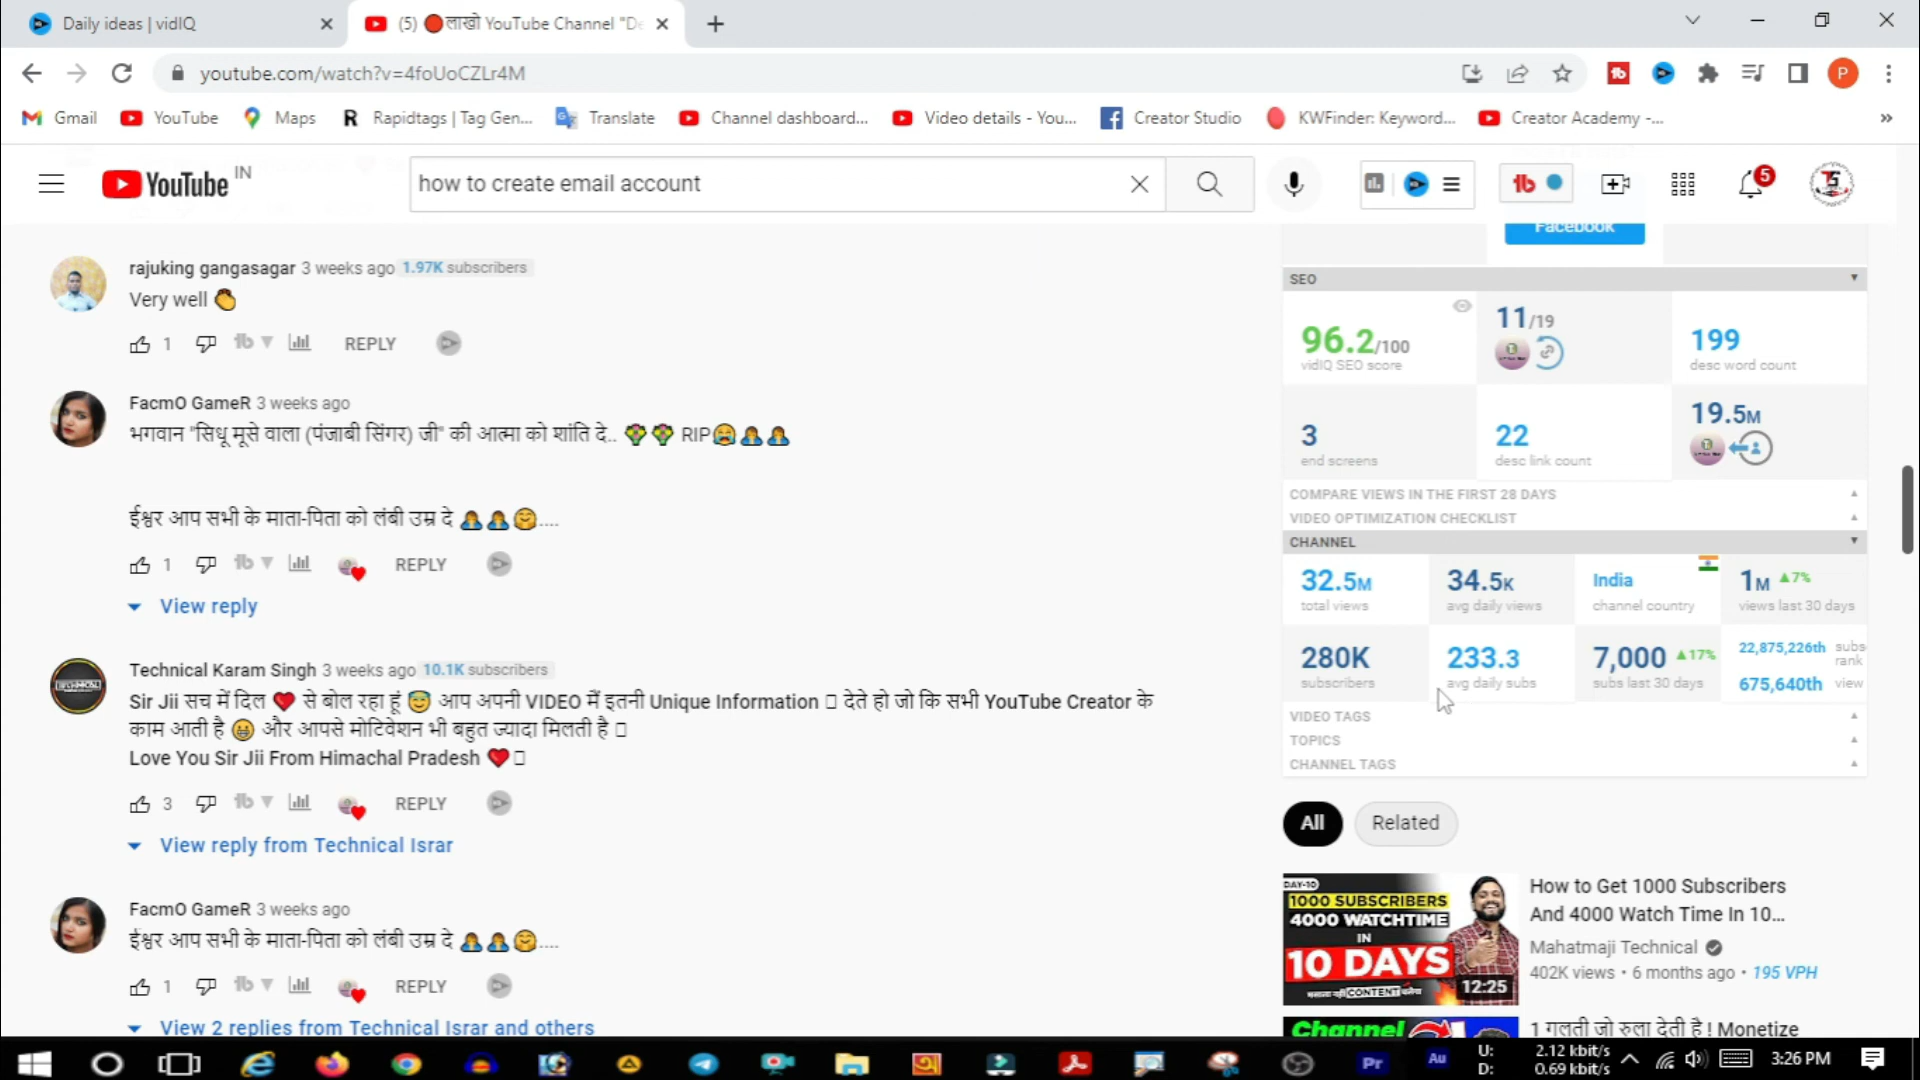 Daily ideas | vidIQ
(5) 🔴लाखो YouTube Channel "De
youtube.com/watch?v=4foUoCZLr4M
P
Gmail
YouTube
Maps
Rapidtags | Tag Gen...
Translate
Channel dashboard...
Video details - You...
Creator Studio
KWFinder: Keyword...
Creator Academy -...
YouTube IN
how to create email account
5
rajuking gangasagar 3 weeks ago 1.97K subscribers
Very well 👏
1 REPLY
FacmO GameR 3 weeks ago
भगवान "सिधू मूसे वाला (पंजाबी सिंगर) जी" की आत्मा को शांति दे.. 💐💐 RIP😭🙏🙏
ईश्वर आप सभी के माता-पिता को लंबी उम्र दे 🙏🙏🤗....
1 REPLY
View reply
Technical Karam Singh 3 weeks ago 10.1K subscribers
Sir Jii सच में दिल ❤️ से बोल रहा हूं 😇 आप अपनी VIDEO मैं इतनी Unique Information देते हो जो कि सभी YouTube Creator के
काम आती है 😀 और आपसे मोटिवेशन भी बहुत ज्यादा मिलती है
Love You Sir Jii From Himachal Pradesh ❤️
3 REPLY
View reply from Technical Israr
FacmO GameR 3 weeks ago
ईश्वर आप सभी के माता-पिता को लंबी उम्र दे 🙏🙏🤗....
1 REPLY
View 2 replies from Technical Israr and others
Facebook
SEO
96.2/100
vidIQ SEO score
11/19
199
desc word count
3
end screens
22
desc link count
19.5M
COMPARE VIEWS IN THE FIRST 28 DAYS
VIDEO OPTIMIZATION CHECKLIST
CHANNEL
32.5M
total views
34.5K
avg daily views
India
channel country
1M ▲7%
views last 30 days
280K
subscribers
233.3
avg daily subs
7,000 ▲17%
subs last 30 days
22,875,226th subs
rank
675,640th view
VIDEO TAGS
TOPICS
CHANNEL TAGS
All
Related
DAY-10
1000 SUBSCRIBERS
4000 WATCHTIME
IN
10 DAYS
12:25
How to Get 1000 Subscribers
And 4000 Watch Time In 10...
Mahatmaji Technical
402K views • 6 months ago • 195 VPH
Channel
1 गलती जो रुला देती है ! Monetize
Pr
Au
U: 2.12 kbit/s
D: 0.69 kbit/s
3:26 PM